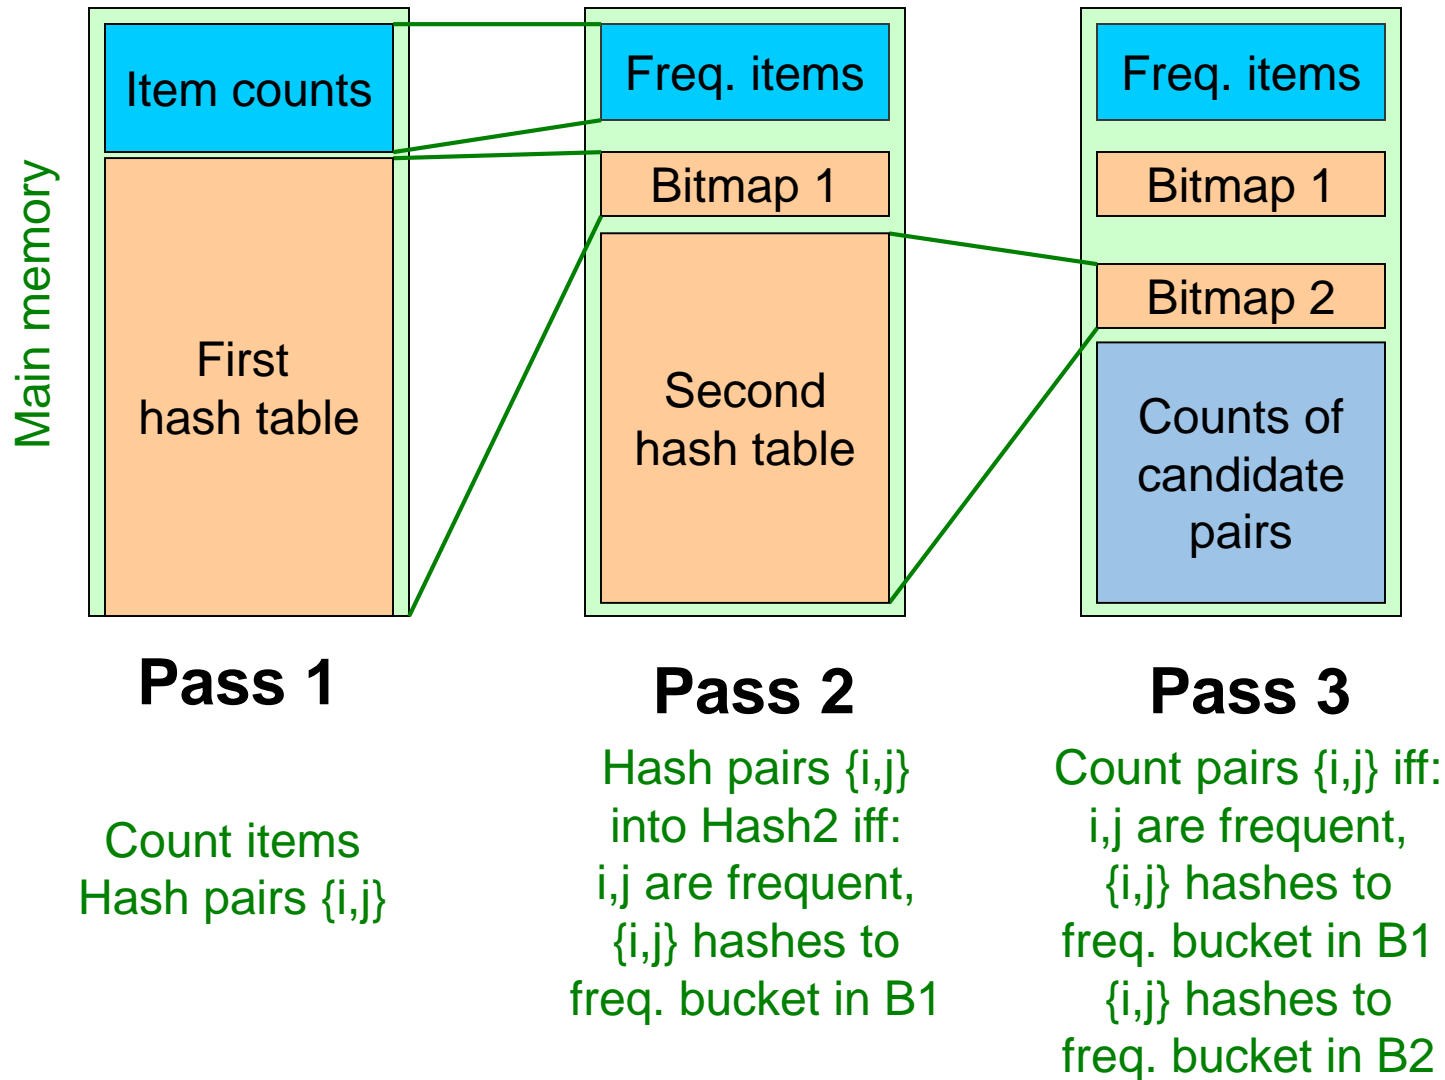 Main memory
Item counts
First
hash table
Pass 1
Count items
Hash pairs {i,j}
Freq. items
Bitmap 1
Second
hash table
Pass 2
Hash pairs {i,j}
into Hash2 iff:
i,j are frequent,
{i,j} hashes to
freq. bucket in B1
Freq. items
Bitmap 1
Bitmap 2
Counts of
candidate
pairs
Pass 3
Count pairs {i,j} iff:
i,j are frequent,
{i,j} hashes to
freq. bucket in B1
{i,j} hashes to
freq. bucket in B2